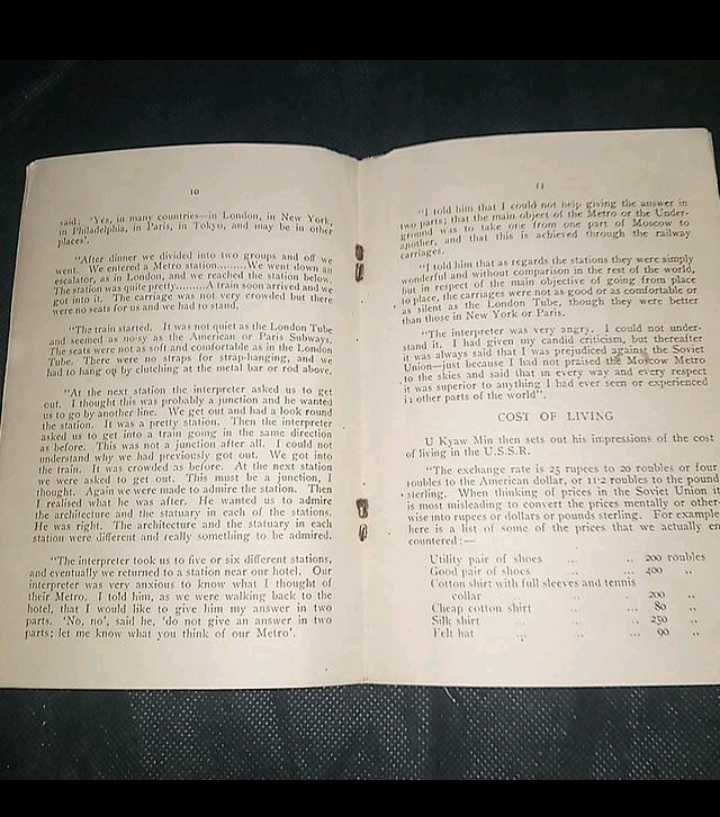 10
said: 'Yes, in many countries—in London, in New York,
in Philadelphia, in Paris, in Tokyo, and may be in other
places'.
"After dinner we divided into two groups and off we
went. We entered a Metro station.........We went down an
escalator, as in London, and we reached the station below.
The station was quite pretty.........A train soon arrived and we
got into it. The carriage was not very crowded but there
were no seats for us and we had to stand.
"The train started. It was not quiet as the London Tube
and seemed as noisy as the American or Paris Subways.
The seats were not as soft and comfortable as in the London
Tube. There were no straps for strap-hanging, and we
had to hang op by clutching at the metal bar or rod above.
"At the next station the interpreter asked us to get
out. I thought this was probably a junction and he wanted
us to go by another line. We get out and had a look round
the station. It was a pretty station. Then the interpreter
asked us to get into a train going in the same direction
as before. This was not a junction after all. I could not
understand why we had previously got out. We got into
the train. It was crowded as before. At the next station
we were asked to get out. This must be a junction, I
thought. Again we were made to admire the station. Then
I realised what he was after. He wanted us to admire
the architecture and the statuary in each of the stations.
He was right. The architecture and the statuary in each
station were different and really something to be admired.
"The interpreter took us to five or six different stations,
and eventually we returned to a station near our hotel. Our
interpreter was very anxious to know what I thought of
their Metro. I told him, as we were walking back to the
hotel, that I would like to give him my answer in two
parts. 'No, no', said he, 'do not give an answer in two
parts; let me know what you think of our Metro'.
11
"I told him that I could not help giving the answer in
two parts; that the main object of the Metro or the Under-
ground was to take one from one part of Moscow to
another, and that this is achieved through the railway
carriages.
"I told him that as regards the stations they were simply
wonderful and without comparison in the rest of the world,
but in respect of the main objective of going from place
to place, the carriages were not as good or as comfortable or
as silent as the London Tube, though they were better
than those in New York or Paris.
"The interpreter was very angry. I could not under-
stand it. I had given my candid criticism, but thereafter
it was always said that I was prejudiced against the Soviet
Union—just because I had not praised the Moscow Metro
to the skies and said that in every way and every respect
it was superior to anything I had ever seen or experienced
in other parts of the world".
COST OF LIVING
U Kyaw Min then sets out his impressions of the cost
of living in the U.S.S.R.
"The exchange rate is 25 rupees to 20 roubles or four
roubles to the American dollar, or 11·2 roubles to the pound
sterling. When thinking of prices in the Soviet Union it
is most misleading to convert the prices mentally or other-
wise into rupees or dollars or pounds sterling. For example
here is a list of some of the prices that we actually en
countered:—
Utility pair of shoes ... .. 200 roubles
Good pair of shoes ... .. 400 ..
Cotton shirt with full sleeves and tennis
collar ... ... 200 ..
Cheap cotton shirt ... ... 80 ..
Silk shirt ... .. 250 ..
Felt hat ... ... ... 90 ..